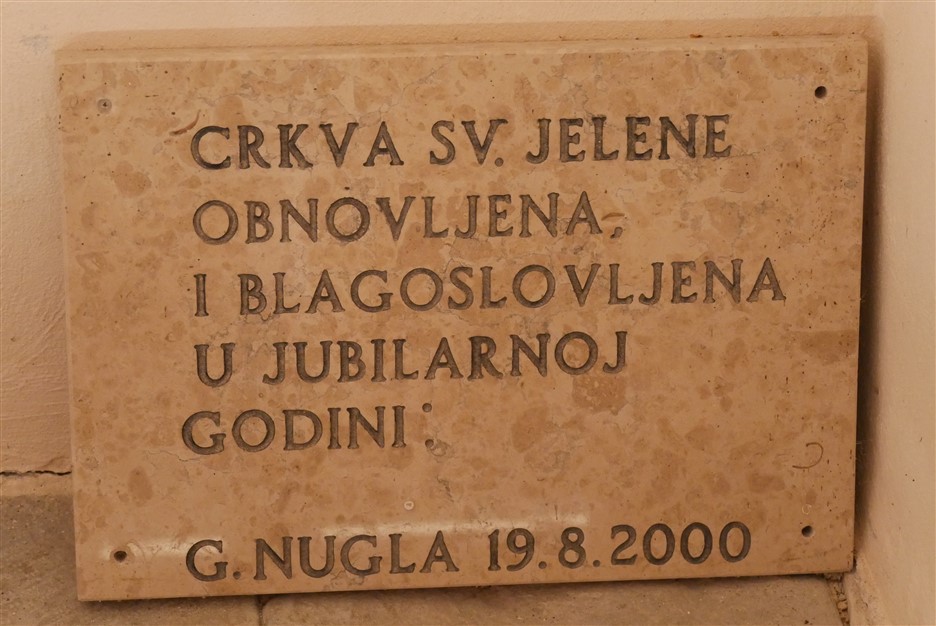 CRKVA SV. JELENE
OBNOVLJENA,
I BLAGOSLOVLJENA
U JUBILARNOJ
GODINI:
G. NUGLA 19.8.2000